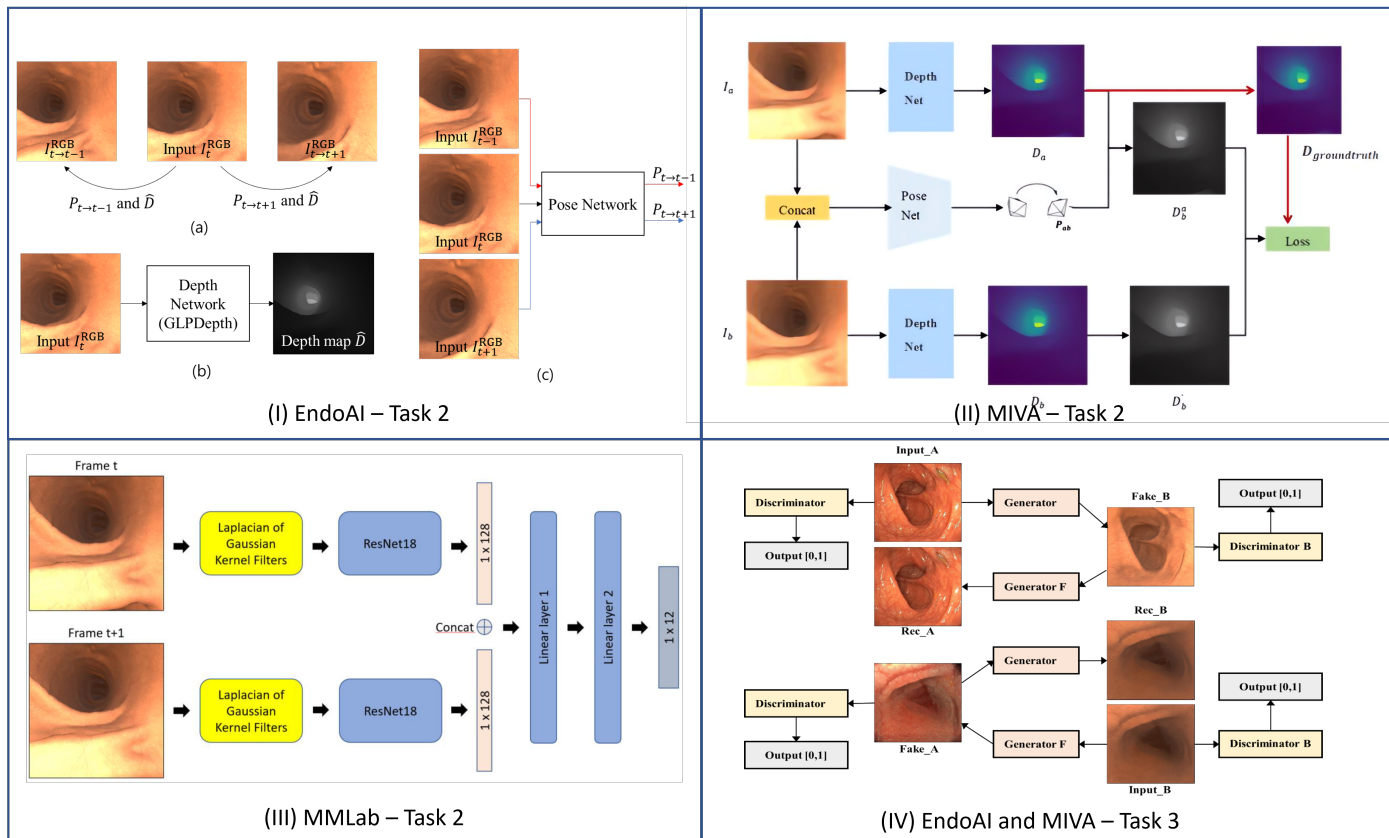 I_{t→t−1}^{RGB}
Input I_t^{RGB}
I_{t→t+1}^{RGB}
P_{t→t−1} and D̂
P_{t→t+1} and D̂
(a)
Input I_t^{RGB}
Depth
Network
(GLPDepth)
Depth map D̂
(b)
Input I_{t−1}^{RGB}
Input I_t^{RGB}
Input I_{t+1}^{RGB}
Pose Network
P_{t→t−1}
P_{t→t+1}
(c)
(I) EndoAI – Task 2
I_a
Depth
Net
D_a
D_{groundtruth}
Concat
Pose
Net
P_{ab}
D_b^a
Loss
I_b
Depth
Net
D_b
D_b^'
(II) MIVA – Task 2
Frame t
Laplacian of
Gaussian
Kernel Filters
ResNet18
1 x 128
Concat
Linear layer 1
Linear layer 2
1 X 12
Frame t+1
Laplacian of
Gaussian
Kernel Filters
ResNet18
1 x 128
(III) MMLab – Task 2
Input_A
Discriminator
Generator
Fake_B
Output [0,1]
Output [0,1]
Discriminator B
Generator F
Rec_A
Rec_B
Generator
Output [0,1]
Discriminator
Output [0,1]
Generator F
Discriminator B
Fake_A
Input_B
(IV) EndoAI and MIVA – Task 3